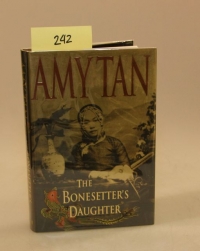 242
AMY TAN
THE
BONESETTER'S
DAUGHTER